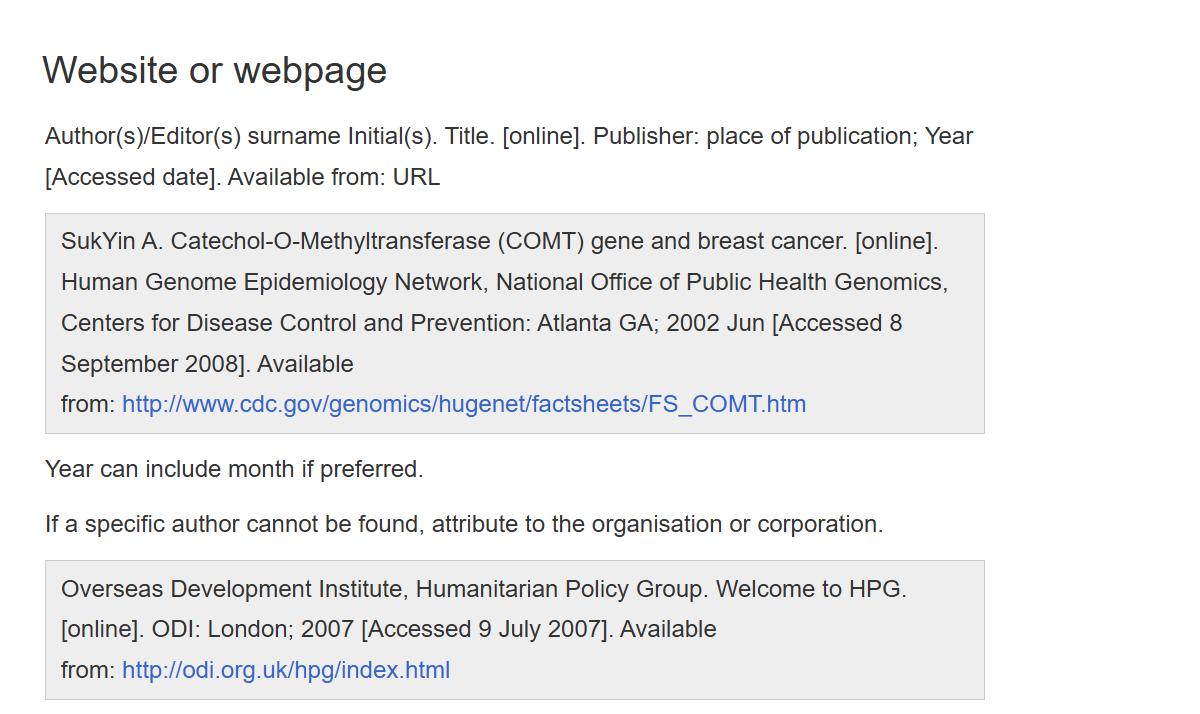 Website or webpage
Author(s)/Editor(s) surname Initial(s). Title. [online]. Publisher: place of publication; Year
[Accessed date]. Available from: URL
SukYin A. Catechol-O-Methyltransferase (COMT) gene and breast cancer. [online].
Human Genome Epidemiology Network, National Office of Public Health Genomics,
Centers for Disease Control and Prevention: Atlanta GA; 2002 Jun [Accessed 8
September 2008]. Available
from: http://www.cdc.gov/genomics/hugenet/factsheets/FS_COMT.htm
Year can include month if preferred.
If a specific author cannot be found, attribute to the organisation or corporation.
Overseas Development Institute, Humanitarian Policy Group. Welcome to HPG.
[online]. ODI: London; 2007 [Accessed 9 July 2007]. Available
from: http://odi.org.uk/hpg/index.html